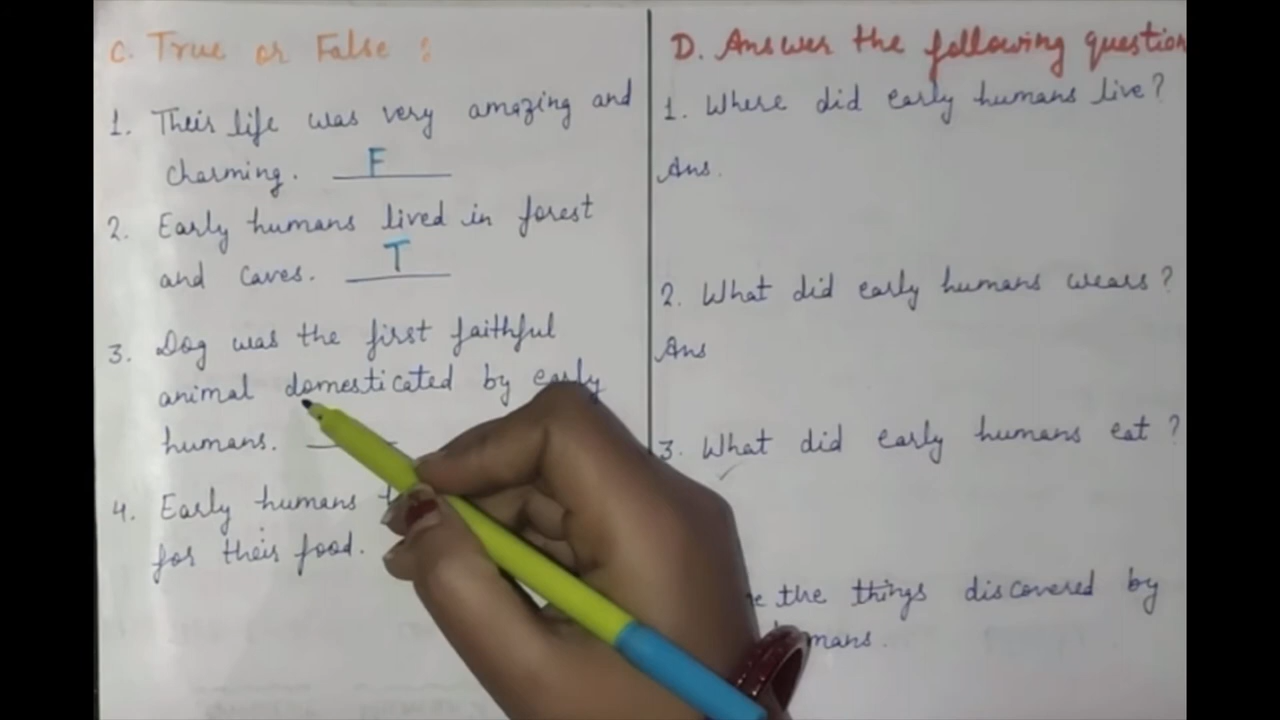 C. True or False :
1. Their life was very amazing and
charming. F
2. Early humans lived in forest
and caves. T
3. Dog was the first faithful
animal domesticated by early
humans.
4. Early humans
for their food.
D. Answer the following question
1. Where did early humans live?
Ans.
2. What did early humans wears?
Ans
3. What did early humans eat?
the things discovered by